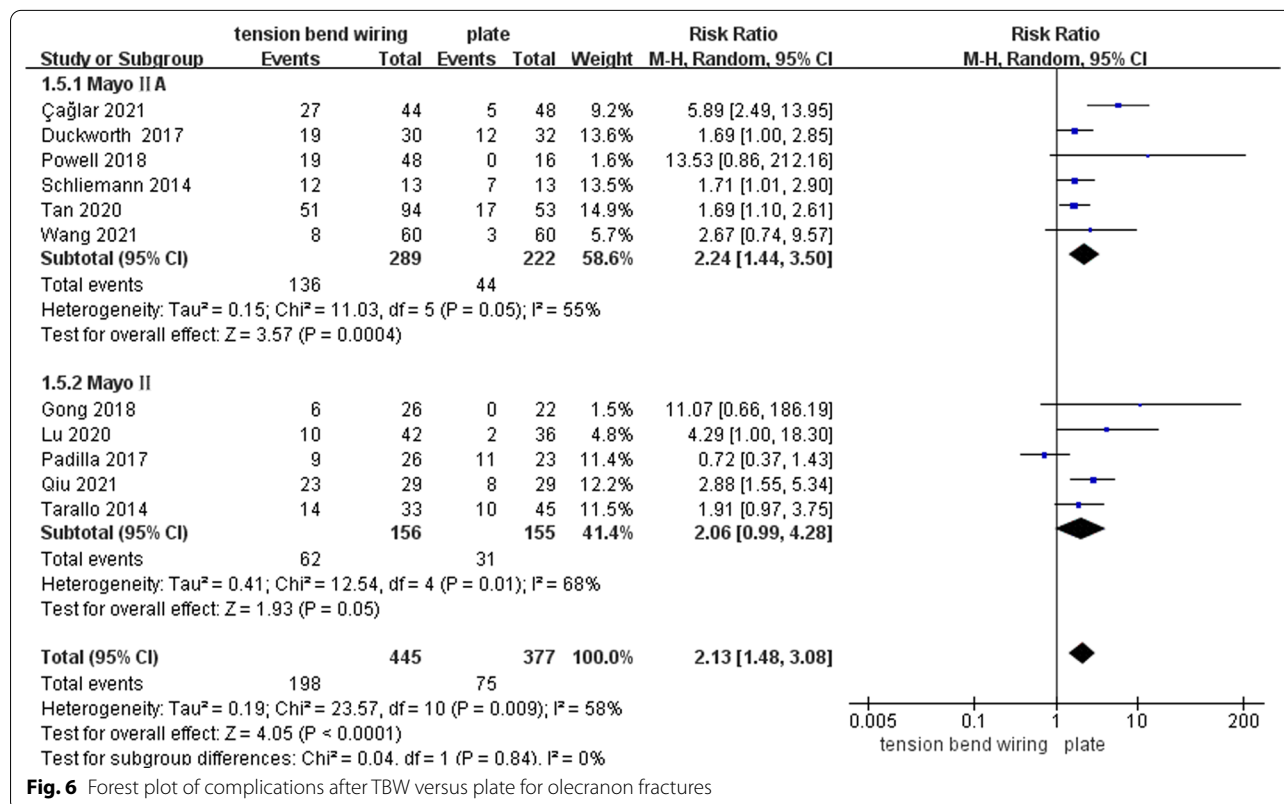 tension bend wiring plate Risk Ratio Risk Ratio
Study or Subgroup Events Total Events Total Weight M-H, Random, 95% CI M-H, Random, 95% CI
1.5.1 Mayo ⅡA
Çağlar 2021 27 44 5 48 9.2% 5.89 [2.49, 13.95]
Duckworth 2017 19 30 12 32 13.6% 1.69 [1.00, 2.85]
Powell 2018 19 48 0 16 1.6% 13.53 [0.86, 212.16]
Schliemann 2014 12 13 7 13 13.5% 1.71 [1.01, 2.90]
Tan 2020 51 94 17 53 14.9% 1.69 [1.10, 2.61]
Wang 2021 8 60 3 60 5.7% 2.67 [0.74, 9.57]
Subtotal (95% CI) 289 222 58.6% 2.24 [1.44, 3.50]
Total events 136 44
Heterogeneity: Tau² = 0.15; Chi² = 11.03, df = 5 (P = 0.05); I² = 55%
Test for overall effect: Z = 3.57 (P = 0.0004)
1.5.2 Mayo Ⅱ
Gong 2018 6 26 0 22 1.5% 11.07 [0.66, 186.19]
Lu 2020 10 42 2 36 4.8% 4.29 [1.00, 18.30]
Padilla 2017 9 26 11 23 11.4% 0.72 [0.37, 1.43]
Qiu 2021 23 29 8 29 12.2% 2.88 [1.55, 5.34]
Tarallo 2014 14 33 10 45 11.5% 1.91 [0.97, 3.75]
Subtotal (95% CI) 156 155 41.4% 2.06 [0.99, 4.28]
Total events 62 31
Heterogeneity: Tau² = 0.41; Chi² = 12.54, df = 4 (P = 0.01); I² = 68%
Test for overall effect: Z = 1.93 (P = 0.05)
Total (95% CI) 445 377 100.0% 2.13 [1.48, 3.08]
Total events 198 75
Heterogeneity: Tau² = 0.19; Chi² = 23.57, df = 10 (P = 0.009); I² = 58%
Test for overall effect: Z = 4.05 (P < 0.0001)
Test for subgroup differences: Chi² = 0.04, df = 1 (P = 0.84), I² = 0%
0.005 0.1 1 10 200
tension bend wiring plate
Fig. 6 Forest plot of complications after TBW versus plate for olecranon fractures